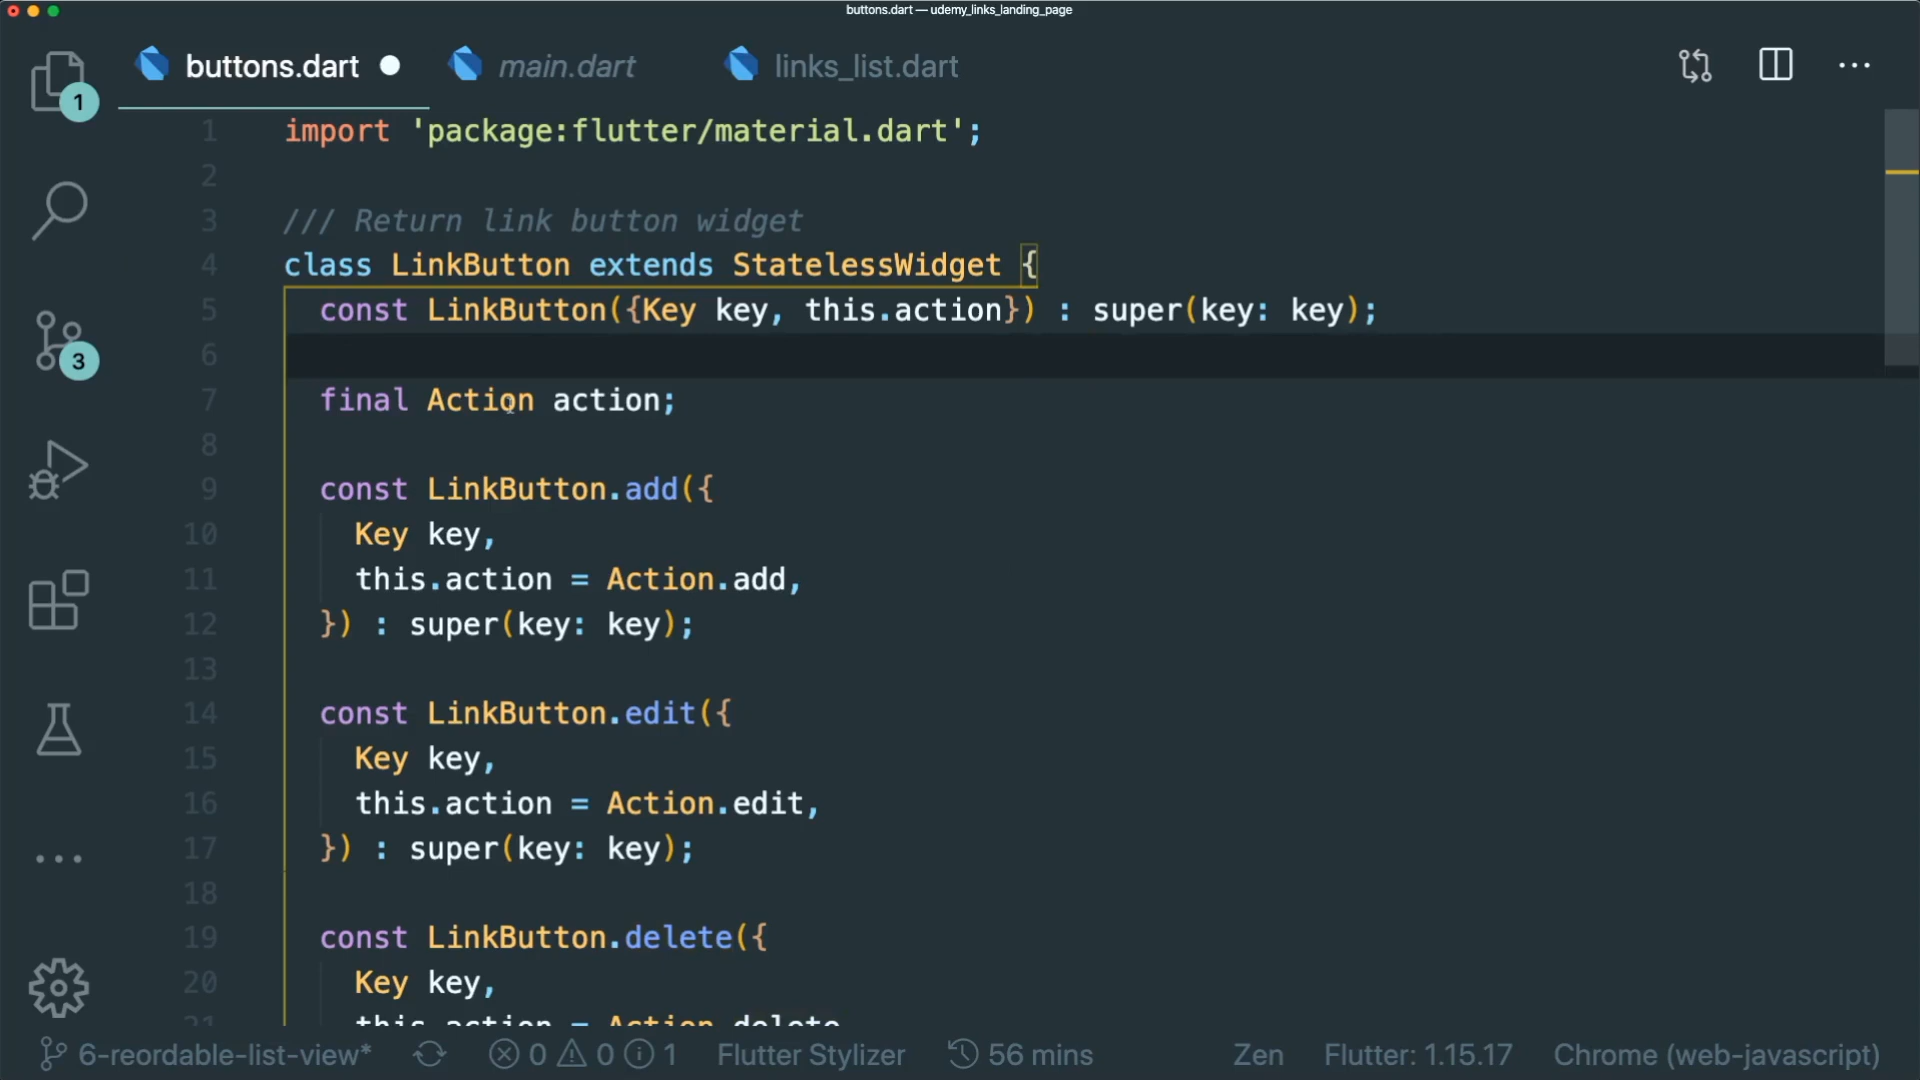 buttons.dart — udemy_links_landing_page
buttons.dart main.dart links_list.dart
1
1 import 'package:flutter/material.dart';
2
3 /// Return link button widget
4 class LinkButton extends StatelessWidget {
5 const LinkButton({Key key, this.action}) : super(key: key);
6
7 final Action action;
8
9 const LinkButton.add({
10 Key key,
11 this.action = Action.add,
12 }) : super(key: key);
13
14 const LinkButton.edit({
15 Key key,
16 this.action = Action.edit,
17 }) : super(key: key);
18
19 const LinkButton.delete({
20 Key key,
21 this.action = Action.delete
3
6-reordable-list-view* 0 0 1 Flutter Stylizer 56 mins Zen Flutter: 1.15.17 Chrome (web-javascript)